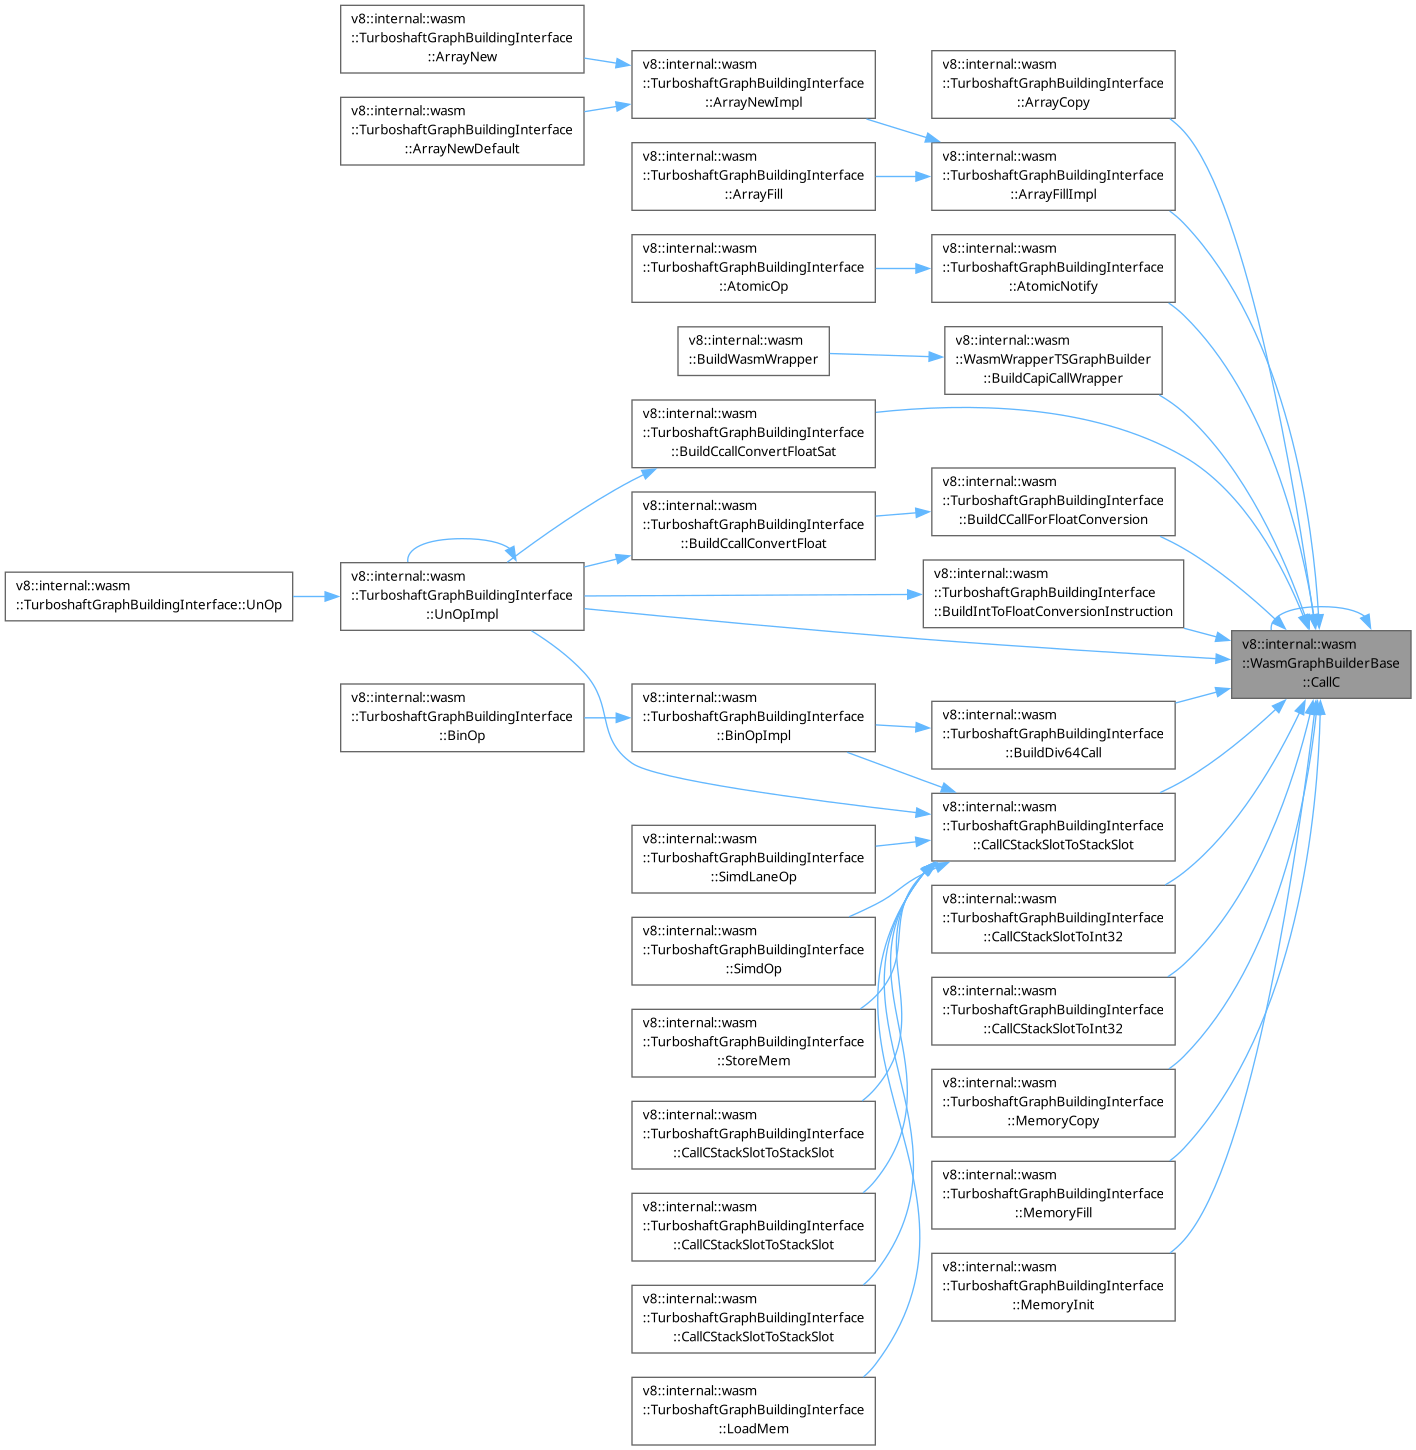 v8::internal::wasm
::TurboshaftGraphBuildingInterface
::ArrayNew
v8::internal::wasm
::TurboshaftGraphBuildingInterface
::ArrayNewDefault
v8::internal::wasm
::TurboshaftGraphBuildingInterface
::ArrayNewImpl
v8::internal::wasm
::TurboshaftGraphBuildingInterface
::ArrayCopy
v8::internal::wasm
::TurboshaftGraphBuildingInterface
::ArrayFill
v8::internal::wasm
::TurboshaftGraphBuildingInterface
::ArrayFillImpl
v8::internal::wasm
::TurboshaftGraphBuildingInterface
::AtomicOp
v8::internal::wasm
::TurboshaftGraphBuildingInterface
::AtomicNotify
v8::internal::wasm
::BuildWasmWrapper
v8::internal::wasm
::WasmWrapperTSGraphBuilder
::BuildCapiCallWrapper
v8::internal::wasm
::TurboshaftGraphBuildingInterface
::BuildCcallConvertFloatSat
v8::internal::wasm
::TurboshaftGraphBuildingInterface
::BuildCcallConvertFloat
v8::internal::wasm
::TurboshaftGraphBuildingInterface
::BuildCCallForFloatConversion
v8::internal::wasm
::TurboshaftGraphBuildingInterface::UnOp
v8::internal::wasm
::TurboshaftGraphBuildingInterface
::UnOpImpl
v8::internal::wasm
::TurboshaftGraphBuildingInterface
::BuildIntToFloatConversionInstruction
v8::internal::wasm
::WasmGraphBuilderBase
::CallC
v8::internal::wasm
::TurboshaftGraphBuildingInterface
::BinOp
v8::internal::wasm
::TurboshaftGraphBuildingInterface
::BinOpImpl
v8::internal::wasm
::TurboshaftGraphBuildingInterface
::BuildDiv64Call
v8::internal::wasm
::TurboshaftGraphBuildingInterface
::CallCStackSlotToStackSlot
v8::internal::wasm
::TurboshaftGraphBuildingInterface
::SimdLaneOp
v8::internal::wasm
::TurboshaftGraphBuildingInterface
::CallCStackSlotToInt32
v8::internal::wasm
::TurboshaftGraphBuildingInterface
::SimdOp
v8::internal::wasm
::TurboshaftGraphBuildingInterface
::CallCStackSlotToInt32
v8::internal::wasm
::TurboshaftGraphBuildingInterface
::StoreMem
v8::internal::wasm
::TurboshaftGraphBuildingInterface
::MemoryCopy
v8::internal::wasm
::TurboshaftGraphBuildingInterface
::CallCStackSlotToStackSlot
v8::internal::wasm
::TurboshaftGraphBuildingInterface
::MemoryFill
v8::internal::wasm
::TurboshaftGraphBuildingInterface
::CallCStackSlotToStackSlot
v8::internal::wasm
::TurboshaftGraphBuildingInterface
::MemoryInit
v8::internal::wasm
::TurboshaftGraphBuildingInterface
::CallCStackSlotToStackSlot
v8::internal::wasm
::TurboshaftGraphBuildingInterface
::LoadMem